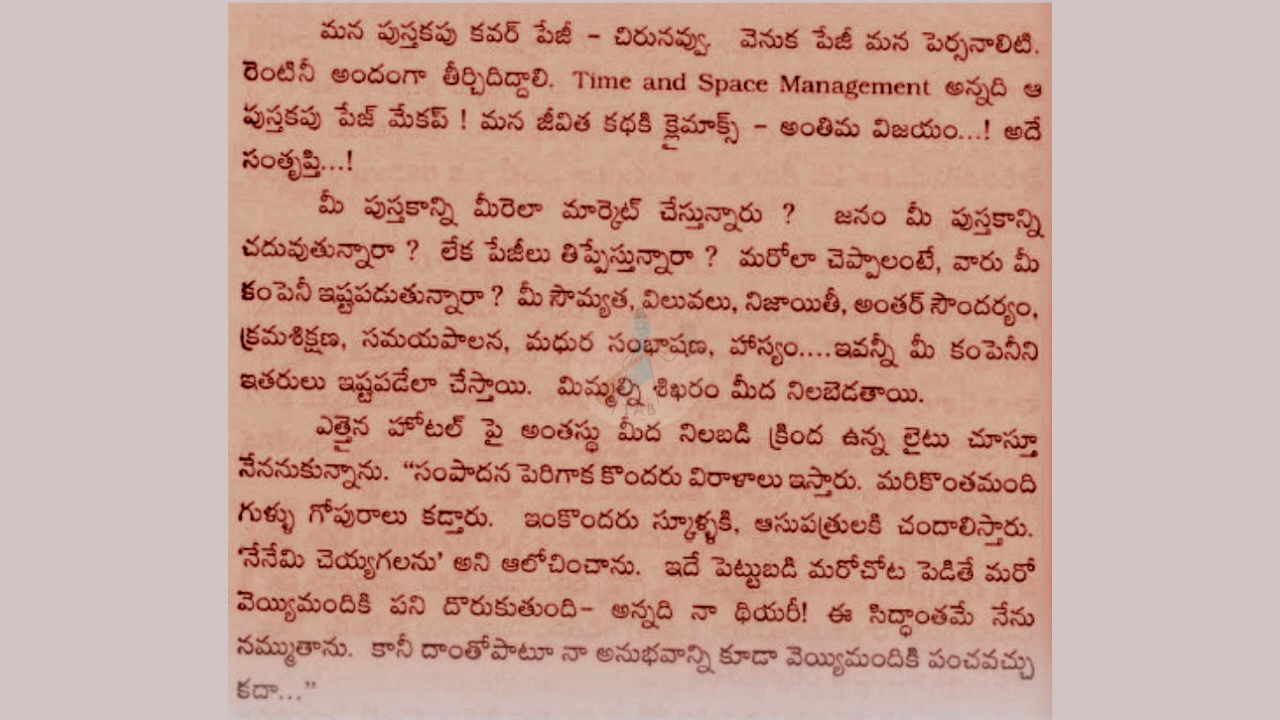 మన పుస్తకపు కవర్ పేజీ – చిరునవ్వు. వెనుక పేజీ మన పెర్సనాలిటి.
రెంటినీ అందంగా తీర్చిదిద్దాలి. Time and Space Management అన్నది ఆ
పుస్తకపు పేజ్ మేకప్ ! మన జీవిత కథకి క్లైమాక్స్ – అంతిమ విజయం...! అదే
సంతృప్తి...!
మీ పుస్తకాన్ని మీరెలా మార్కెట్ చేస్తున్నారు ? జనం మీ పుస్తకాన్ని
చదువుతున్నారా ? లేక పేజీలు తిప్పేస్తున్నారా ? మరోలా చెప్పాలంటే, వారు మీ
కంపెనీ ఇష్టపడుతున్నారా ? మీ సౌమ్యత, విలువలు, నిజాయితీ, అంతర్ సౌందర్యం,
క్రమశిక్షణ, సమయపాలన, మధుర సంభాషణ, హాస్యం....ఇవన్నీ మీ కంపెనీని
ఇతరులు ఇష్టపడేలా చేస్తాయి. మిమ్మల్ని శిఖరం మీద నిలబెడతాయి.
ఎత్తైన హోటల్ పై అంతస్థు మీద నిలబడి క్రింద ఉన్న లైటు చూస్తూ
నేననుకున్నాను. “సంపాదన పెరిగాక కొందరు విరాళాలు ఇస్తారు. మరికొంతమంది
గుళ్ళు గోపురాలు కడ్తారు. ఇంకొందరు స్కూళ్ళకి, ఆసుపత్రులకి చందాలిస్తారు.
‘నేనేమి చెయ్యగలను’ అని ఆలోచించాను. ఇదే పెట్టుబడి మరోచోట పెడితే మరో
వెయ్యిమందికి పని దొరుకుతుంది– అన్నది నా థియరీ! ఈ సిద్ధాంతమే నేను
నమ్ముతాను. కానీ దాంతోపాటూ నా అనుభవాన్ని కూడా వెయ్యిమందికి పంచవచ్చు
కదా...”
TAB